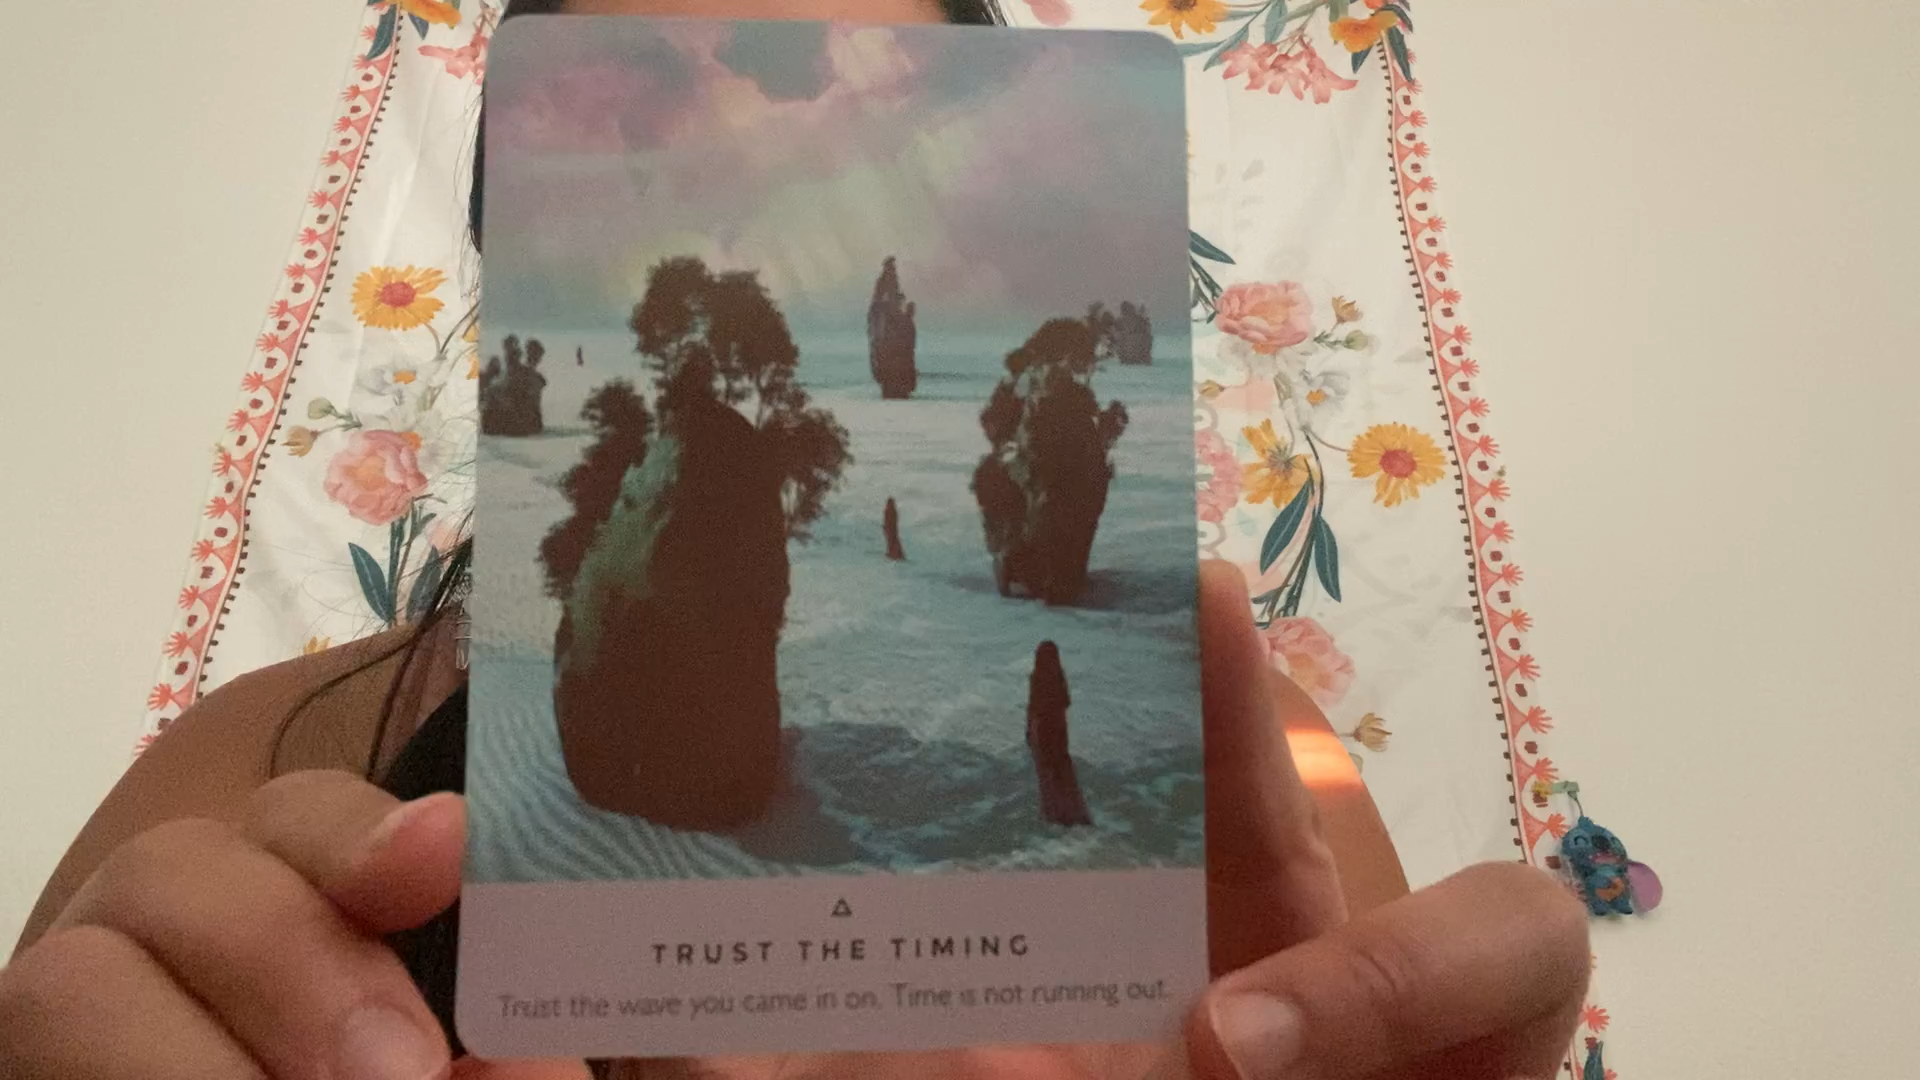 TRUST THE TIMING
Trust the wave you came in on. Time is not running out.